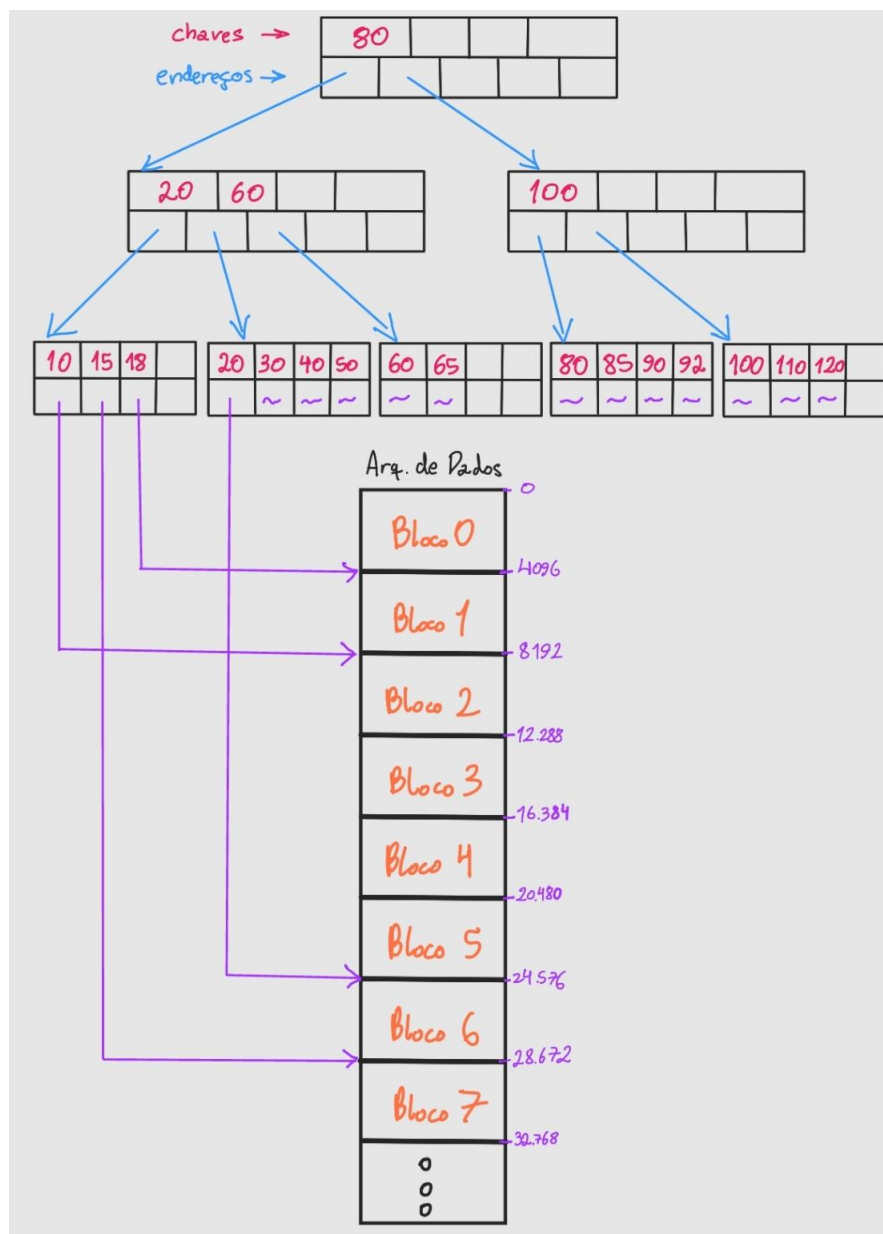 chaves → 80
endereços →
20 60
100
10 15 18
20 30 40 50
60 65
80 85 90 92
100 110 120
~ ~ ~
~ ~
~ ~ ~ ~
~ ~ ~
Arq. de Dados
0
Bloco 0
4096
Bloco 1
8192
Bloco 2
12.288
Bloco 3
16.384
Bloco 4
20.480
Bloco 5
24.576
Bloco 6
28.672
Bloco 7
32.768